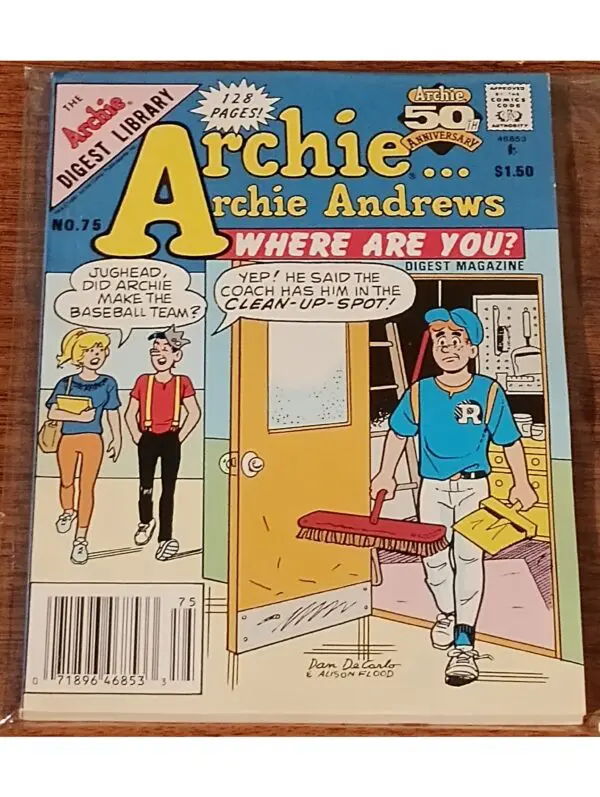 THE
Archie
DIGEST LIBRARY
128
PAGES!
Archie
50TH
ANNIVERSARY
APPROVED
BY THE
COMICS
CODE
AUTHORITY
46853
$1.50
Archie...
Archie Andrews
NO.75
WHERE ARE YOU?
DIGEST MAGAZINE
JUGHEAD,
DID ARCHIE
MAKE THE
BASEBALL TEAM?
YEP! HE SAID THE
COACH HAS HIM IN THE
CLEAN-UP-SPOT!
R
75
0 71896 46853 3
Dan DeCarlo
& ALISON FLOOD